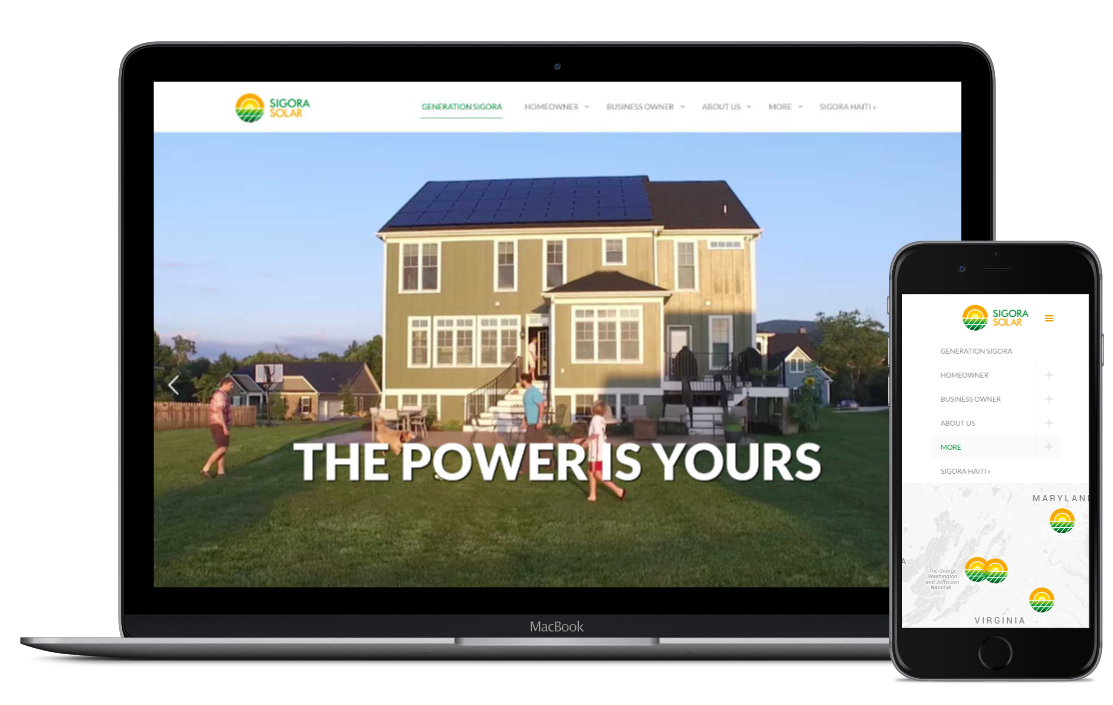 SIGORA
SOLAR
GENERATION SIGORA
HOMEOWNER
BUSINESS OWNER
ABOUT US
MORE
SIGORA HAITI »
THE POWER IS YOURS
MacBook
SIGORA
SOLAR
GENERATION SIGORA
HOMEOWNER
BUSINESS OWNER
ABOUT US
MORE
SIGORA HAITI »
MARYLAN
A
The George
Washington
and Jefferson
National
VIRGINIA